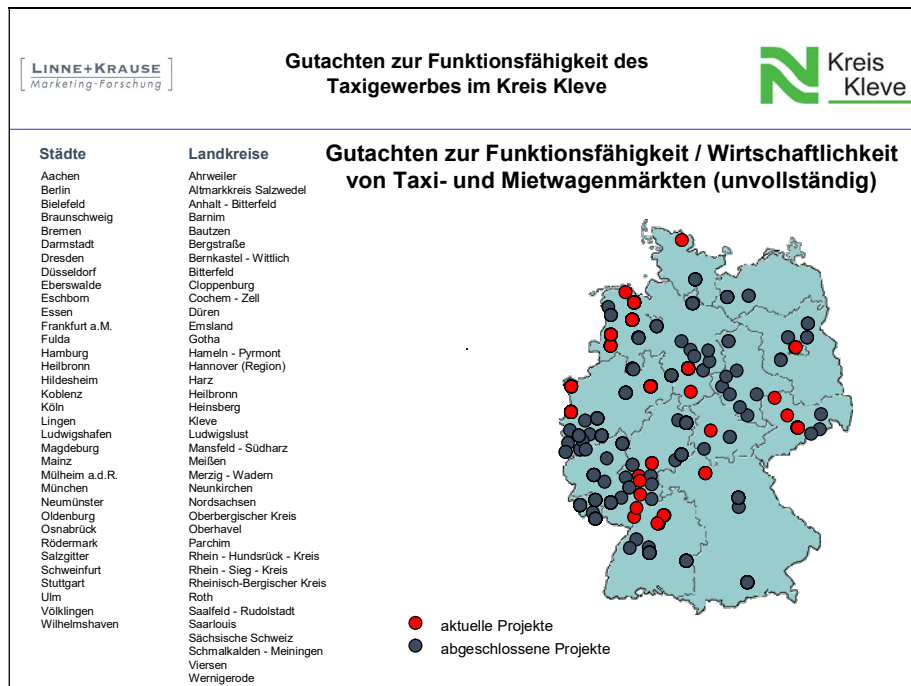 LINNE+KRAUSE
Marketing-Forschung
Gutachten zur Funktionsfähigkeit des
Taxigewerbes im Kreis Kleve
Kreis
Kleve
Gutachten zur Funktionsfähigkeit / Wirtschaftlichkeit
von Taxi- und Mietwagenmärkten (unvollständig)
Städte
Aachen
Berlin
Bielefeld
Braunschweig
Bremen
Darmstadt
Dresden
Düsseldorf
Eberswalde
Eschborn
Essen
Frankfurt a.M.
Fulda
Hamburg
Heilbronn
Hildesheim
Koblenz
Köln
Lingen
Ludwigshafen
Magdeburg
Mainz
Mülheim a.d.R.
München
Neumünster
Oldenburg
Osnabrück
Rödermark
Salzgitter
Schweinfurt
Stuttgart
Ulm
Völklingen
Wilhelmshaven
Landkreise
Ahrweiler
Altmarkkreis Salzwedel
Anhalt - Bitterfeld
Barnim
Bautzen
Bergstraße
Bernkastel - Wittlich
Bitterfeld
Cloppenburg
Cochem - Zell
Düren
Emsland
Gotha
Hameln - Pyrmont
Hannover (Region)
Harz
Heilbronn
Heinsberg
Kleve
Ludwigslust
Mansfeld - Südharz
Meißen
Merzig - Wadern
Neunkirchen
Nordsachsen
Oberbergischer Kreis
Oberhavel
Parchim
Rhein - Hundsrück - Kreis
Rhein - Sieg - Kreis
Rheinisch-Bergischer Kreis
Roth
Saalfeld - Rudolstadt
Saarlouis
Sächsische Schweiz
Schmalkalden - Meiningen
Viersen
Wernigerode
aktuelle Projekte
abgeschlossene Projekte